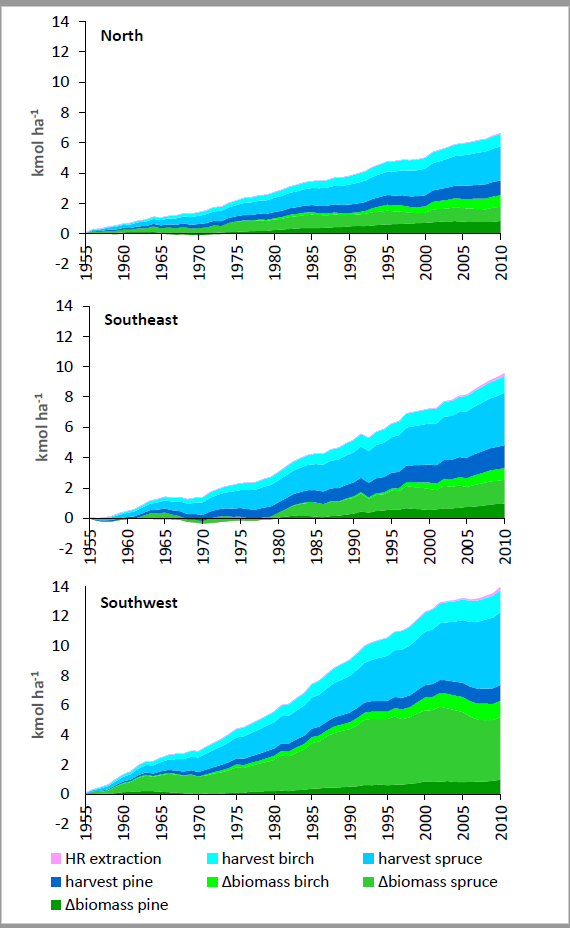 North
kmol ha-1
14
12
10
8
6
4
2
0
-2
1955 1960 1965 1970 1975 1980 1985 1990 1995 2000 2005 2010
Southeast
kmol ha-1
14
12
10
8
6
4
2
0
-2
1955 1960 1965 1970 1975 1980 1985 1990 1995 2000 2005 2010
Southwest
kmol ha-1
14
12
10
8
6
4
2
0
-2
1955 1960 1965 1970 1975 1980 1985 1990 1995 2000 2005 2010
HR extraction harvest birch harvest spruce
harvest pine Δbiomass birch Δbiomass spruce
Δbiomass pine